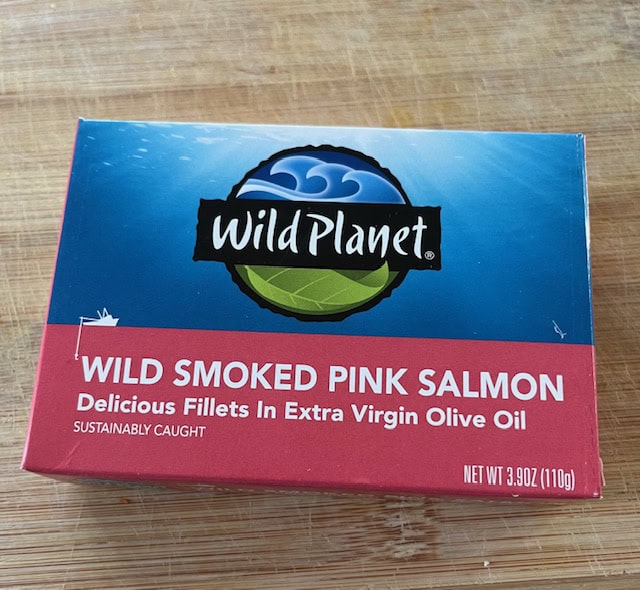 Wild Planet®
WILD SMOKED PINK SALMON
Delicious Fillets In Extra Virgin Olive Oil
SUSTAINABLY CAUGHT
NET WT 3.9OZ (110g)